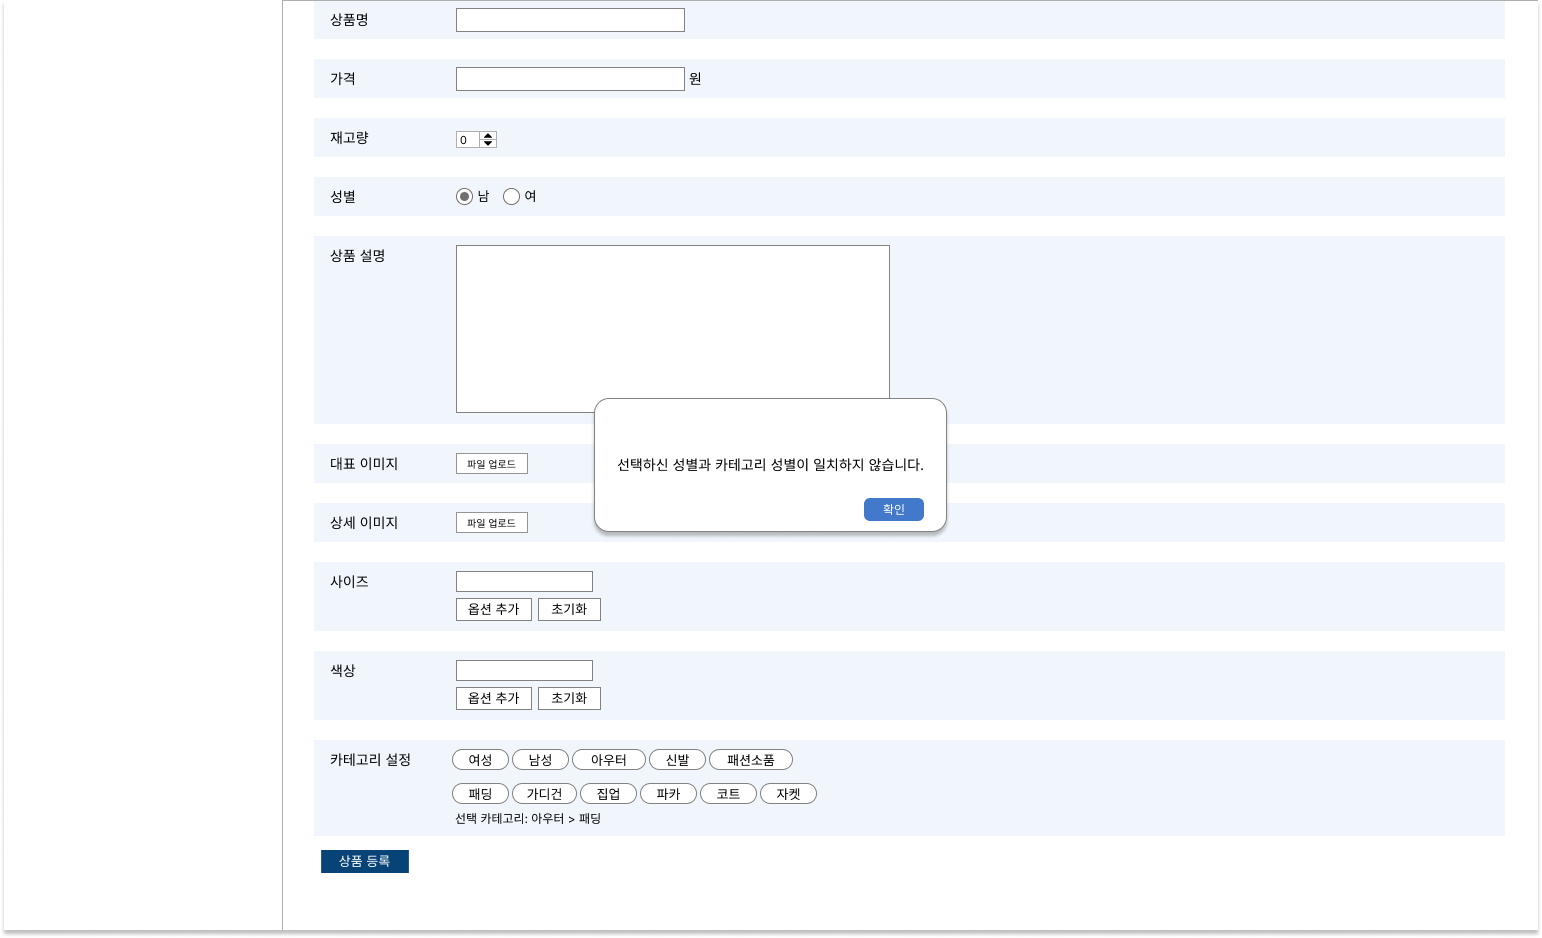 상품명
가격 원
재고량 0
성별 남 여
상품 설명
선택하신 성별과 카테고리 성별이 일치하지 않습니다.
확인
대표 이미지 파일 업로드
상세 이미지 파일 업로드
사이즈
옵션 추가 초기화
색상
옵션 추가 초기화
카테고리 설정 여성 남성 아우터 신발 패션소품
패딩 가디건 집업 파카 코트 자켓
선택 카테고리: 아우터 > 패딩
상품 등록